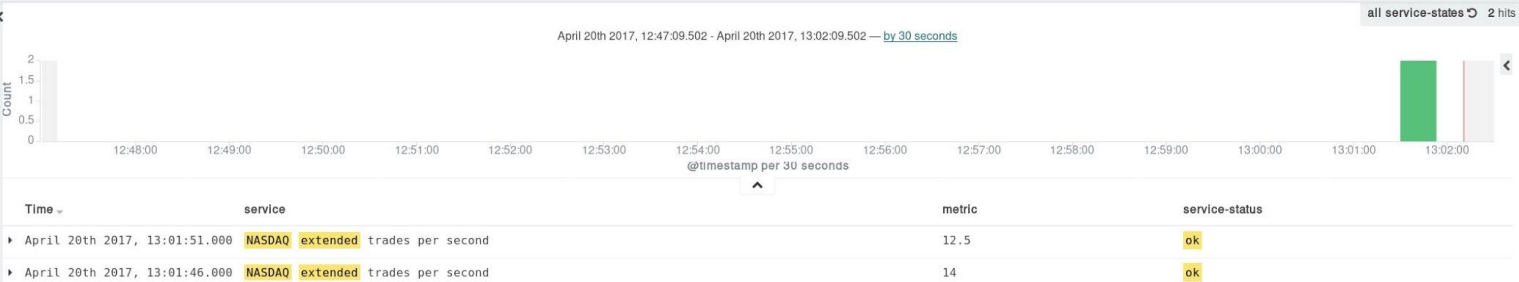 all service-states 2 hits
April 20th 2017, 12:47:09.502 - April 20th 2017, 13:02:09.502 — by 30 seconds
2
1.5
1
0.5
0
Count
12:48:00 12:49:00 12:50:00 12:51:00 12:52:00 12:53:00 12:54:00 12:55:00 12:56:00 12:57:00 12:58:00 12:59:00 13:00:00 13:01:00 13:02:00
@timestamp per 30 seconds
Time service metric service-status
April 20th 2017, 13:01:51.000 NASDAQ extended trades per second 12.5 ok
April 20th 2017, 13:01:46.000 NASDAQ extended trades per second 14 ok